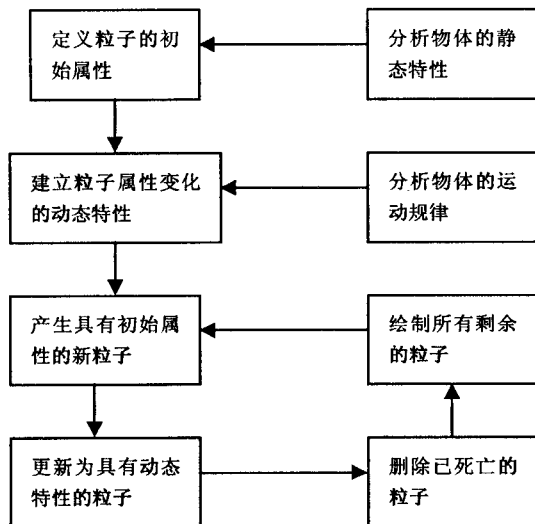 定义粒子的初
始属性
分析物体的静
态特性
建立粒子属性变化
的动态特性
分析物体的运
动规律
产生具有初始属
性的新粒子
绘制所有剩余
的粒子
更新为具有动态
特性的粒子
删除已死亡的
粒子